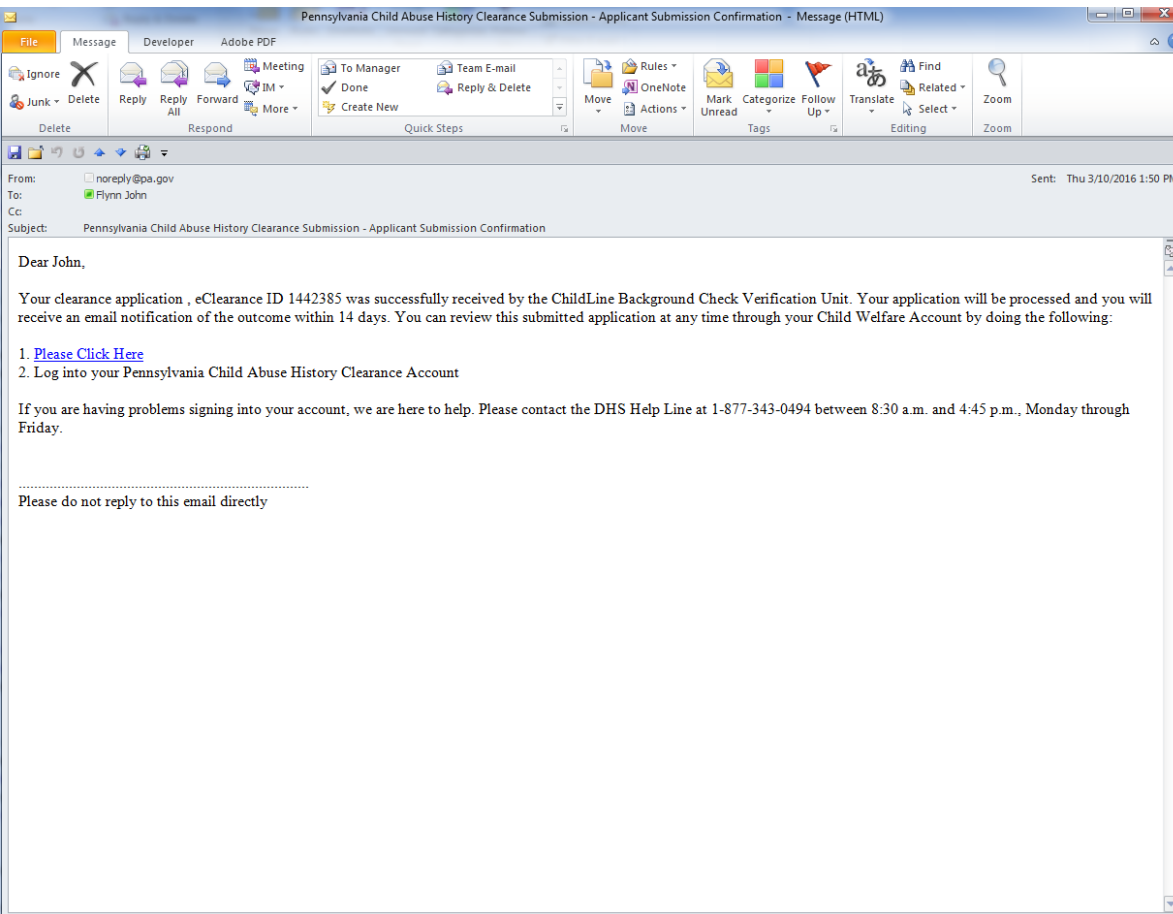 Pennsylvania Child Abuse History Clearance Submission - Applicant Submission Confirmation - Message (HTML)
File Message Developer Adobe PDF
Ignore
Junk
Delete
Reply
Reply All
Forward
Meeting
IM
More
To Manager
Done
Create New
Team E-mail
Reply & Delete
Move
Rules
OneNote
Actions
Mark Unread
Categorize
Follow Up
Translate
Find
Related
Select
Zoom
Delete Respond Quick Steps Move Tags Editing Zoom
From: noreply@pa.gov Sent: Thu 3/10/2016 1:50 PM
To: Flynn John
Cc:
Subject: Pennsylvania Child Abuse History Clearance Submission - Applicant Submission Confirmation
Dear John,
Your clearance application , eClearance ID 1442385 was successfully received by the ChildLine Background Check Verification Unit. Your application will be processed and you will
receive an email notification of the outcome within 14 days. You can review this submitted application at any time through your Child Welfare Account by doing the following:
1. Please Click Here
2. Log into your Pennsylvania Child Abuse History Clearance Account
If you are having problems signing into your account, we are here to help. Please contact the DHS Help Line at 1-877-343-0494 between 8:30 a.m. and 4:45 p.m., Monday through
Friday.
Please do not reply to this email directly